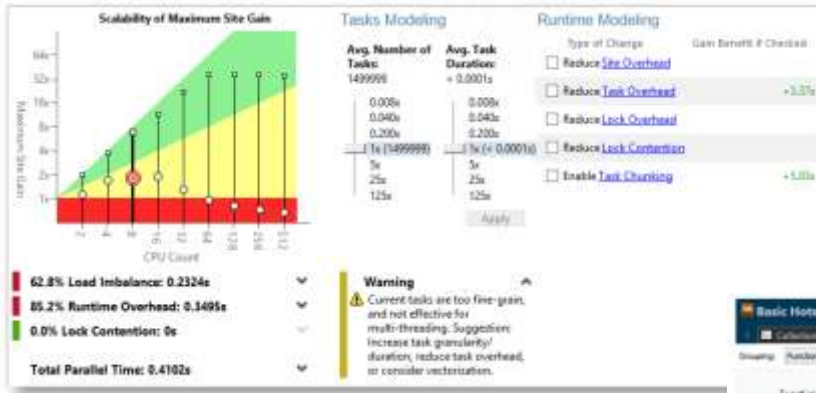 Scalability of Maximum Site Gain
Maximum Site Gain
64x
32x
16x
8x
4x
2x
1x
2
4
8
16
32
64
128
256
512
CPU Count
62.8% Load Imbalance: 0.2324s
85.2% Runtime Overhead: 0.3495s
0.0% Lock Contention: 0s
Total Parallel Time: 0.4102s
Tasks Modeling
Avg. Number of Tasks:
1499999
0.008x
0.040x
0.200x
1x (1499999)
5x
25x
125x
Avg. Task Duration:
< 0.0001s
0.008x
0.040x
0.200x
1x (< 0.0001s)
5x
25x
125x
Apply
Warning
Current tasks are too fine-grain,
and not effective for
multi-threading. Suggestion:
Increase task granularity/
duration, reduce task overhead,
or consider vectorization.
Runtime Modeling
Type of Change
Gain Benefit if Checked
Reduce Site Overhead
Reduce Task Overhead
Reduce Lock Overhead
Reduce Lock Contention
Enable Task Chunking
Basic Hots
Grouping: